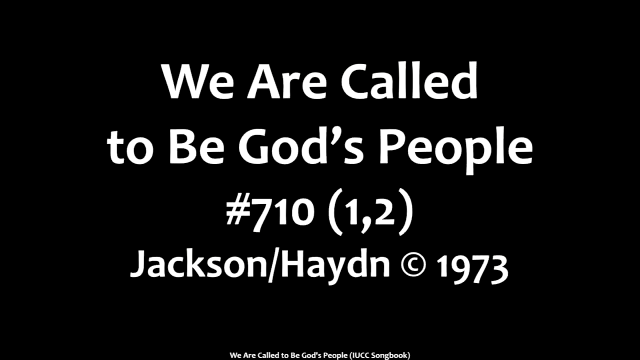 We Are Called
to Be God’s People
#710 (1,2)
Jackson/Haydn © 1973
We Are Called to Be God's People (IUCC Songbook)